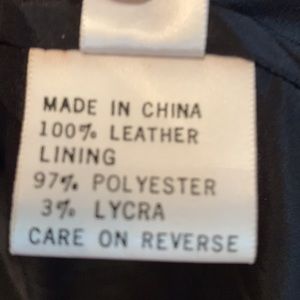 MADE IN CHINA
100% LEATHER
LINING
97% POLYESTER
3% LYCRA
CARE ON REVERSE